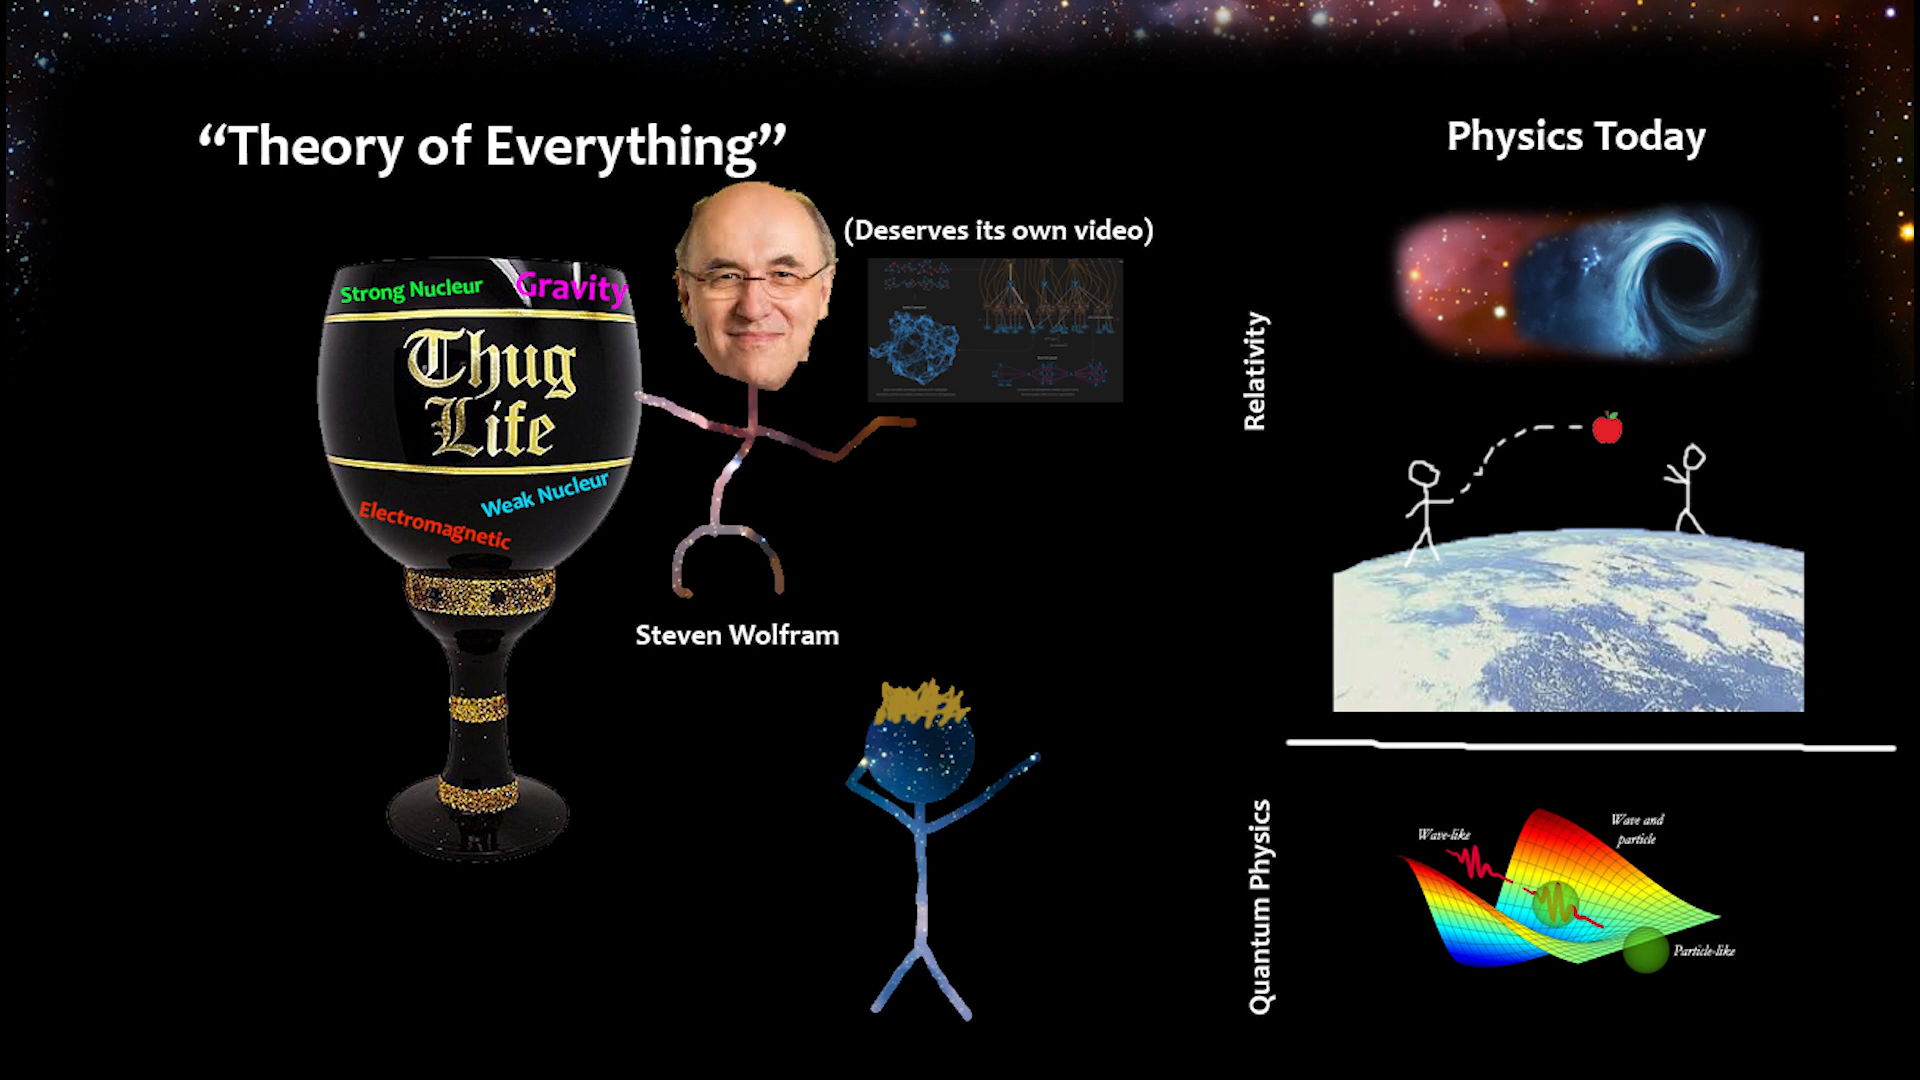 “Theory of Everything”
Physics Today
(Deserves its own video)
Strong Nucleur
Gravity
Thug
Life
Weak Nucleur
Electromagnetic
Steven Wolfram
Relativity
Quantum Physics
Wave-like
Wave and
particle
Particle-like